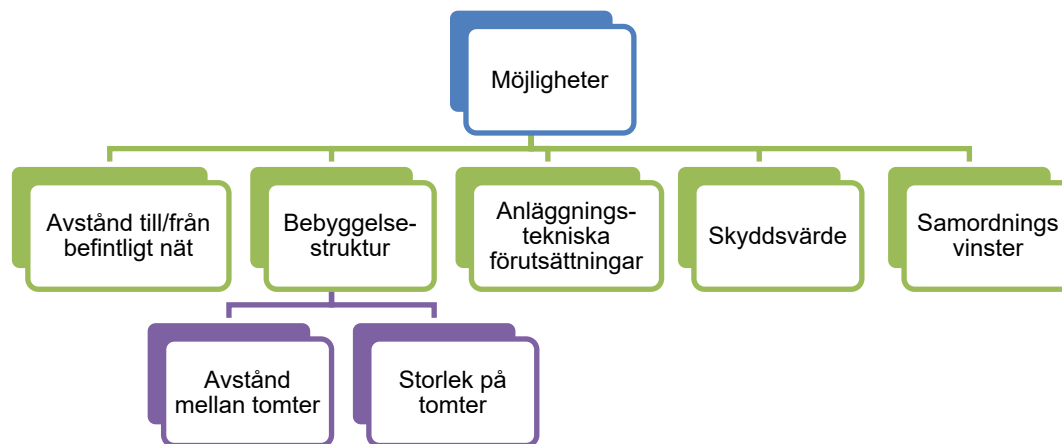 Möjligheter
Avstånd till/från
befintligt nät
Bebyggelse-
struktur
Anläggnings-
tekniska
förutsättningar
Skyddsvärde
Samordnings
vinster
Avstånd
mellan tomter
Storlek på
tomter